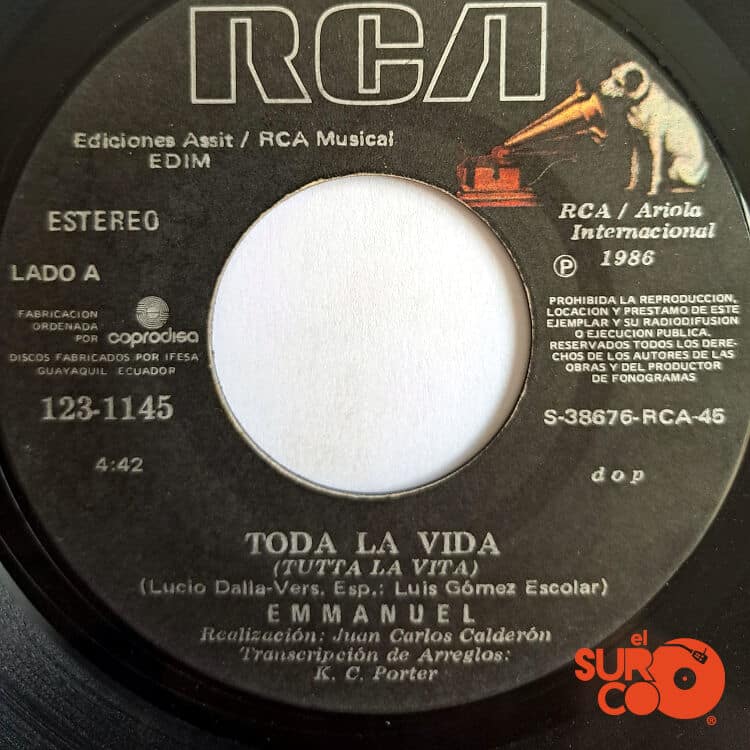 RCA
Ediciones Assit / RCA Musical
EDIM
ESTEREO
LADO A
FABRICACION
ORDENADA
POR coprodisa
DISCOS FABRICADOS POR IFESA
GUAYAQUIL ECUADOR
123-1145
4:42
RCA / Ariola
Internacional
℗ 1986
PROHIBIDA LA REPRODUCCION,
LOCACION Y PRESTAMO DE ESTE
EJEMPLAR Y SU RADIODIFUSION
O EJECUCION PUBLICA.
RESERVADOS TODOS LOS DERE-
CHOS DE LOS AUTORES DE LAS
OBRAS Y DEL PRODUCTOR
DE FONOGRAMAS
S-38676-RCA-45
d o p
TODA LA VIDA
(TUTTA LA VITA)
(Lucio Dalla-Vers. Esp.: Luis Gómez Escolar)
EMMANUEL
Realización: Juan Carlos Calderón
Transcripción de Arreglos:
K. C. Porter
el
SUR
CO
®